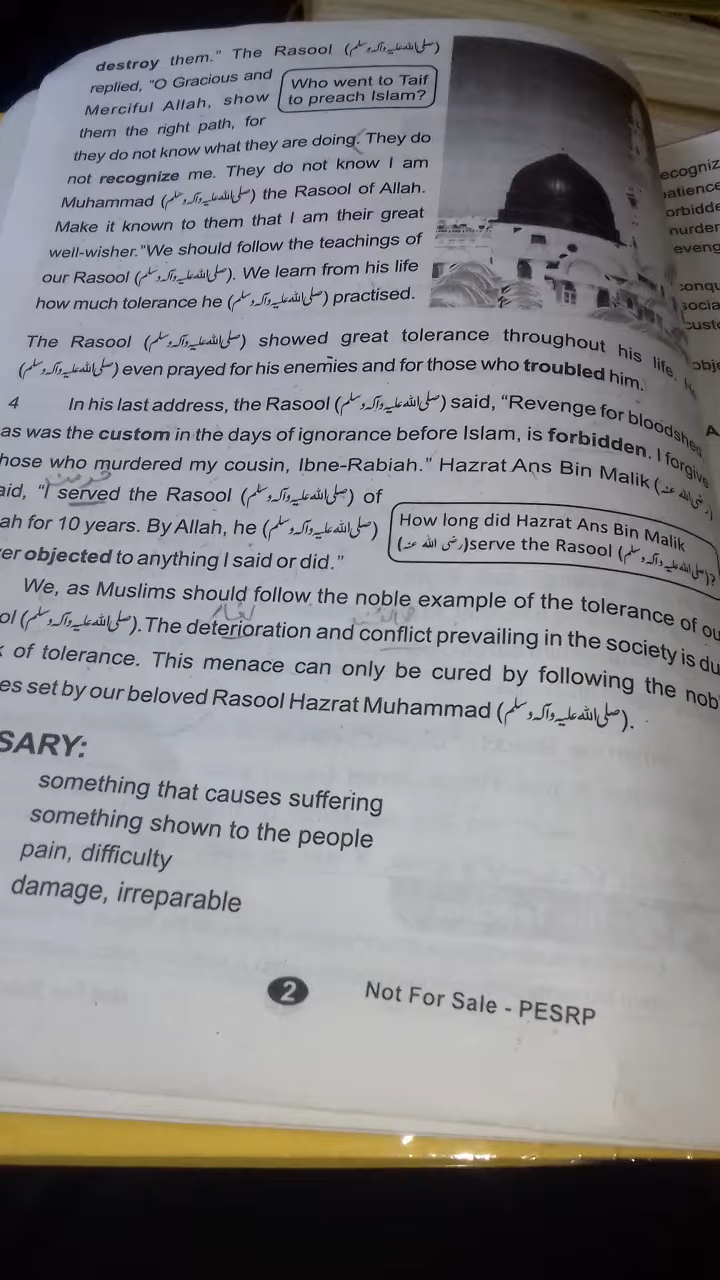 destroy them." The Rasool (صلی اللہ علیہ وآلہ وسلم)
replied, "O Gracious and
Merciful Allah, show
them the right path, for
Who went to Taif
to preach Islam?
they do not know what they are doing. They do
not recognize me. They do not know I am
Muhammad (صلی اللہ علیہ وآلہ وسلم) the Rasool of Allah.
Make it known to them that I am their great
well-wisher."We should follow the teachings of
our Rasool (صلی اللہ علیہ وآلہ وسلم). We learn from his life
how much tolerance he (صلی اللہ علیہ وآلہ وسلم) practised.
The Rasool (صلی اللہ علیہ وآلہ وسلم) showed great tolerance throughout his life. H
(صلی اللہ علیہ وآلہ وسلم) even prayed for his enemies and for those who troubled him.
4 In his last address, the Rasool (صلی اللہ علیہ وآلہ وسلم) said, "Revenge for bloodshed
as was the custom in the days of ignorance before Islam, is forbidden. I forgive
hose who murdered my cousin, Ibne-Rabiah." Hazrat Ans Bin Malik (رضی اللہ عنہ)
aid, "I served the Rasool (صلی اللہ علیہ وآلہ وسلم) of
ah for 10 years. By Allah, he (صلی اللہ علیہ وآلہ وسلم)
er objected to anything I said or did."
How long did Hazrat Ans Bin Malik
(رضی اللہ عنہ) serve the Rasool (صلی اللہ علیہ وآلہ وسلم)?
We, as Muslims should follow the noble example of the tolerance of ou
ol (صلی اللہ علیہ وآلہ وسلم). The deterioration and conflict prevailing in the society is du
of tolerance. This menace can only be cured by following the nob
es set by our beloved Rasool Hazrat Muhammad (صلی اللہ علیہ وآلہ وسلم).
SARY:
something that causes suffering
something shown to the people
pain, difficulty
damage, irreparable
2 Not For Sale - PESRP
ecogniz
atience
orbidde
nurder
eveng
conqu
socia
custo
obje
A